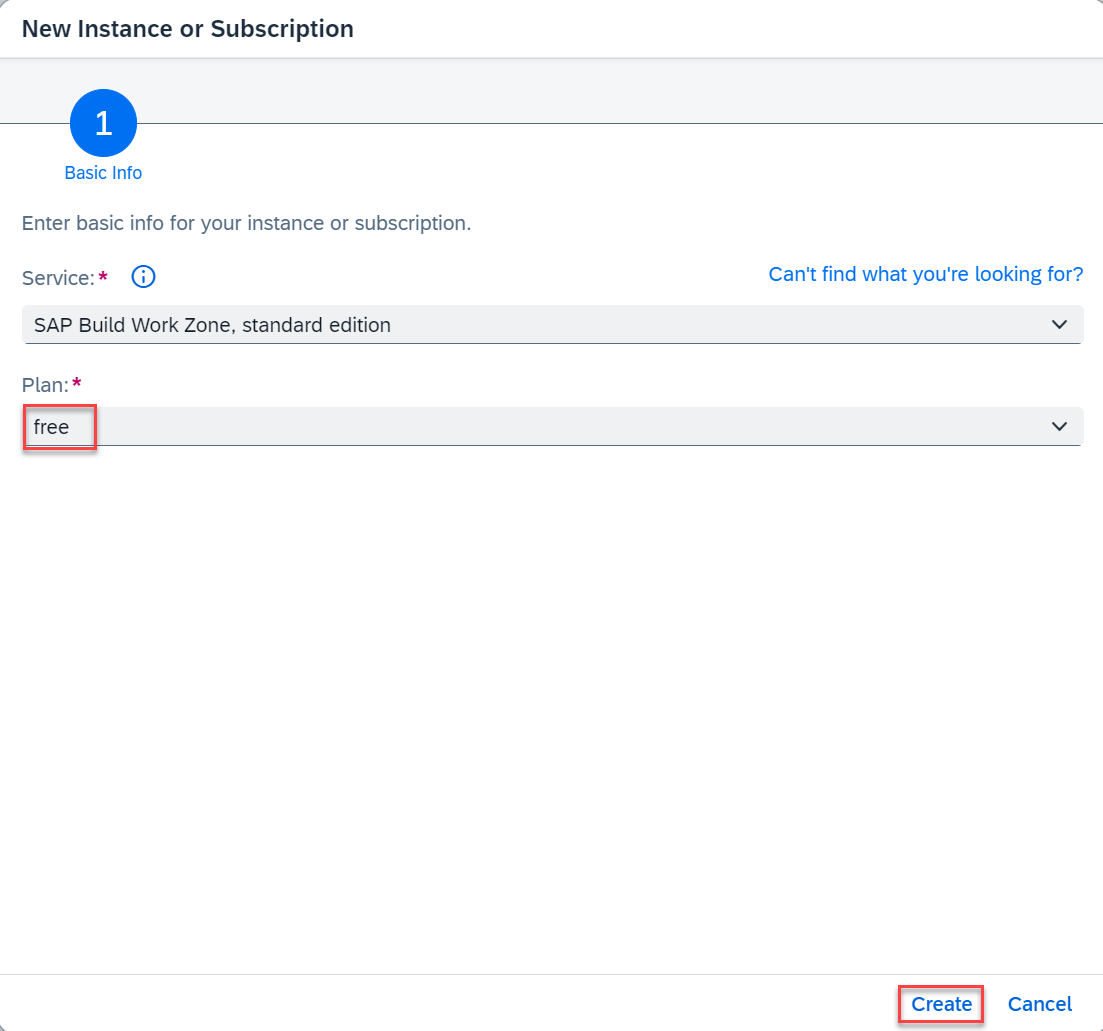 New Instance or Subscription
1
Basic Info
Enter basic info for your instance or subscription.
Service:*
Can't find what you're looking for?
SAP Build Work Zone, standard edition
Plan:*
free
Create Cancel